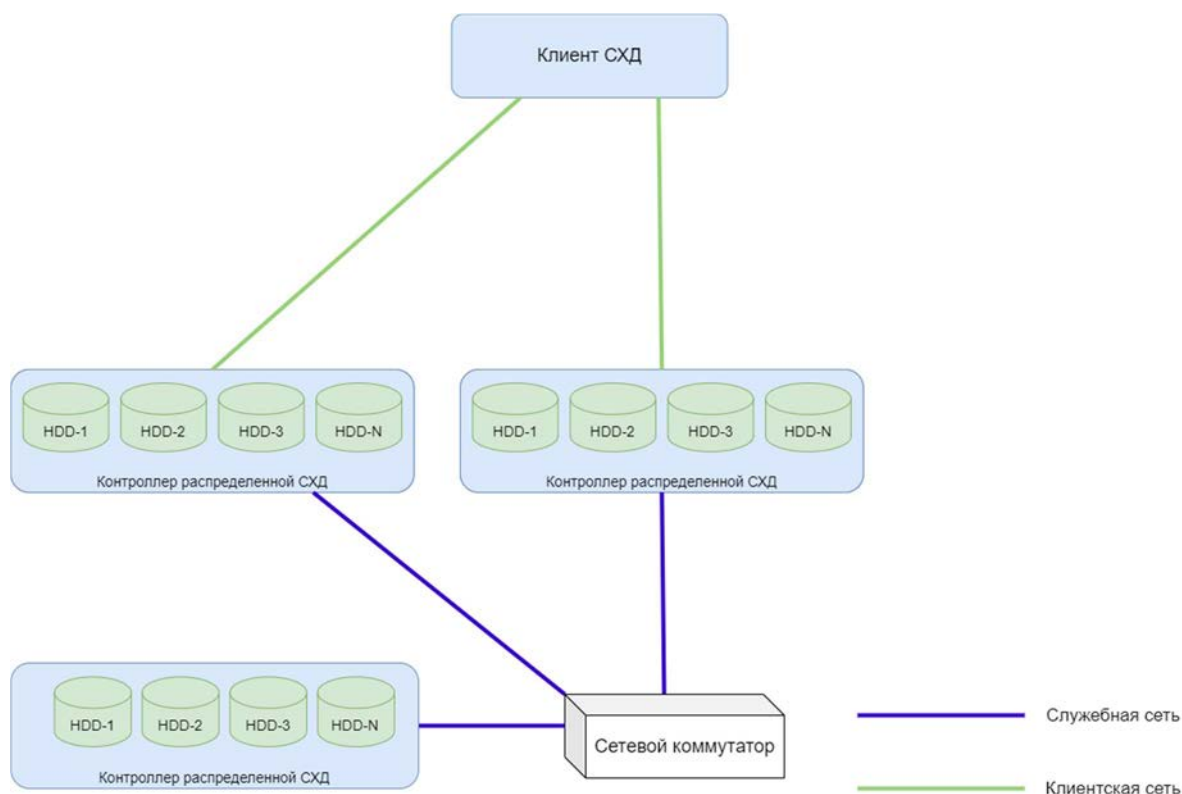 Клиент СХД
HDD-1 HDD-2 HDD-3 HDD-N
Контроллер распределенной СХД
HDD-1 HDD-2 HDD-3 HDD-N
Контроллер распределенной СХД
HDD-1 HDD-2 HDD-3 HDD-N
Контроллер распределенной СХД
Сетевой коммутатор
Служебная сеть
Клиентская сеть